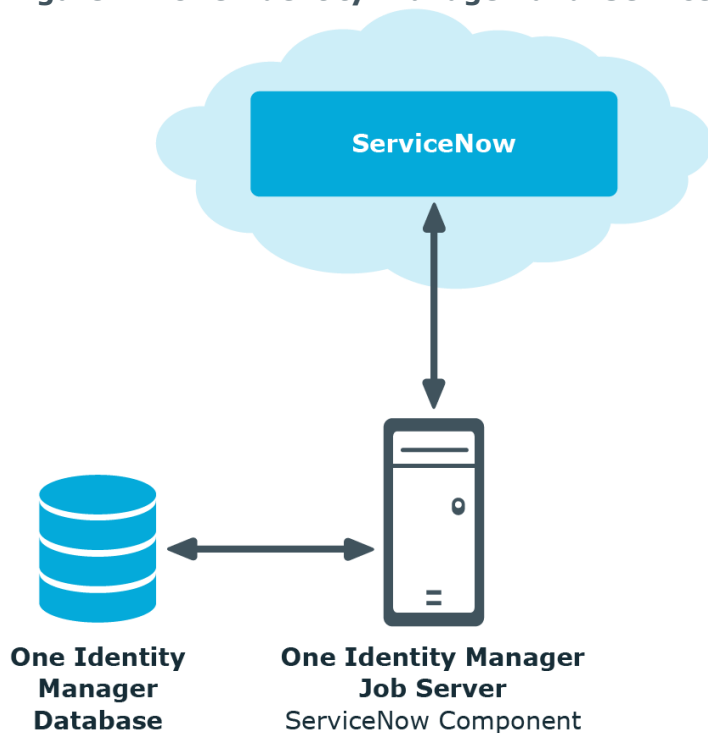 ServiceNow
One Identity
Manager
Database
One Identity Manager
Job Server
ServiceNow Component